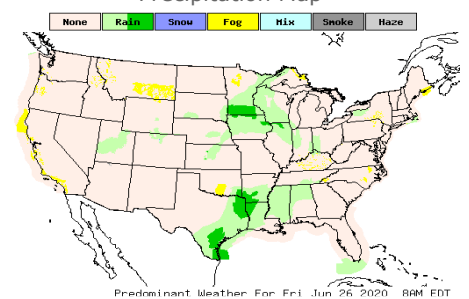 Precipitation Map
None Rain Snow Fog Mix Smoke Haze
Predominant Weather For Fri Jun 26 2020 8AM EDT